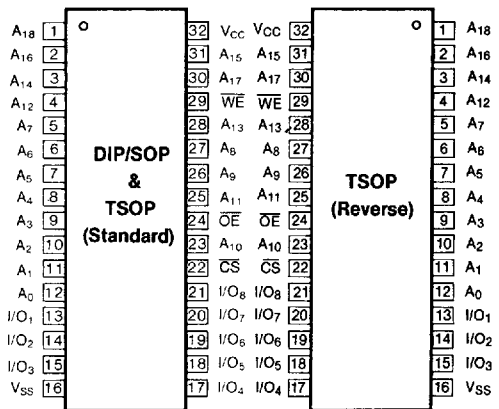 A18 1 32 VCC VCC 32 1 A18
A16 2 31 A15 A15 31 2 A16
A14 3 30 A17 A17 30 3 A14
A12 4 29 W̅E̅ W̅E̅ 29 4 A12
A7 5 28 A13 A13 28 5 A7
A6 6 27 A8 A8 27 6 A6
A5 7 26 A9 A9 26 7 A5
A4 8 25 A11 A11 25 8 A4
A3 9 24 O̅E̅ O̅E̅ 24 9 A3
A2 10 23 A10 A10 23 10 A2
A1 11 22 C̅S̅ C̅S̅ 22 11 A1
A0 12 21 I/O8 I/O8 21 12 A0
I/O1 13 20 I/O7 I/O7 20 13 I/O1
I/O2 14 19 I/O6 I/O6 19 14 I/O2
I/O3 15 18 I/O5 I/O5 18 15 I/O3
VSS 16 17 I/O4 I/O4 17 16 VSS
DIP/SOP
&
TSOP
(Standard)
TSOP
(Reverse)